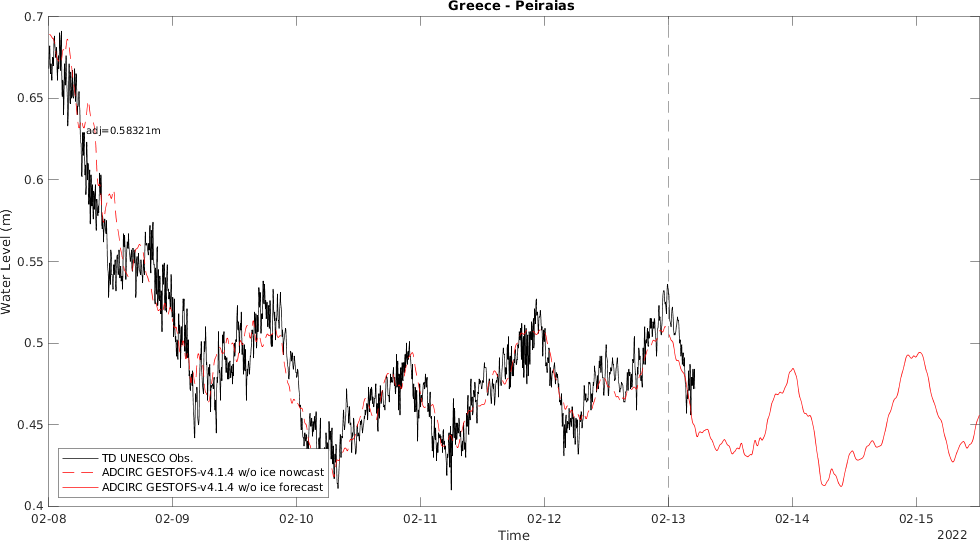 Greece - Peiraias
0.7
0.65
0.6
0.55
0.5
0.45
0.4
Water Level (m)
adj=0.58321m
TD UNESCO Obs.
ADCIRC GESTOFS-v4.1.4 w/o ice nowcast
ADCIRC GESTOFS-v4.1.4 w/o ice forecast
02-08 02-09 02-10 02-11 02-12 02-13 02-14 02-15
Time
2022